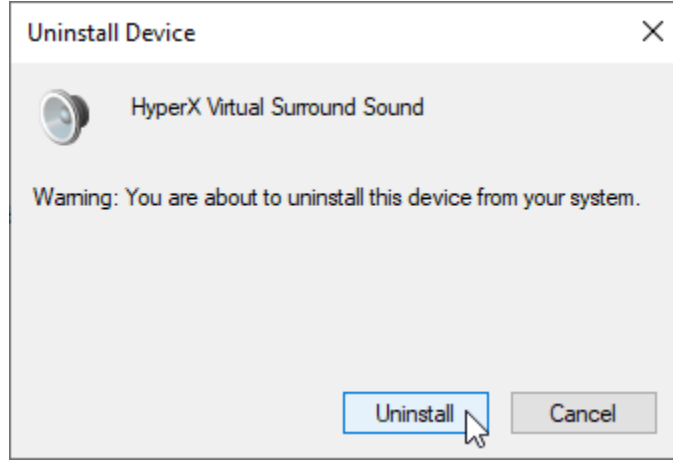 Uninstall Device
HyperX Virtual Surround Sound
Warning: You are about to uninstall this device from your system.
Uninstall
Cancel